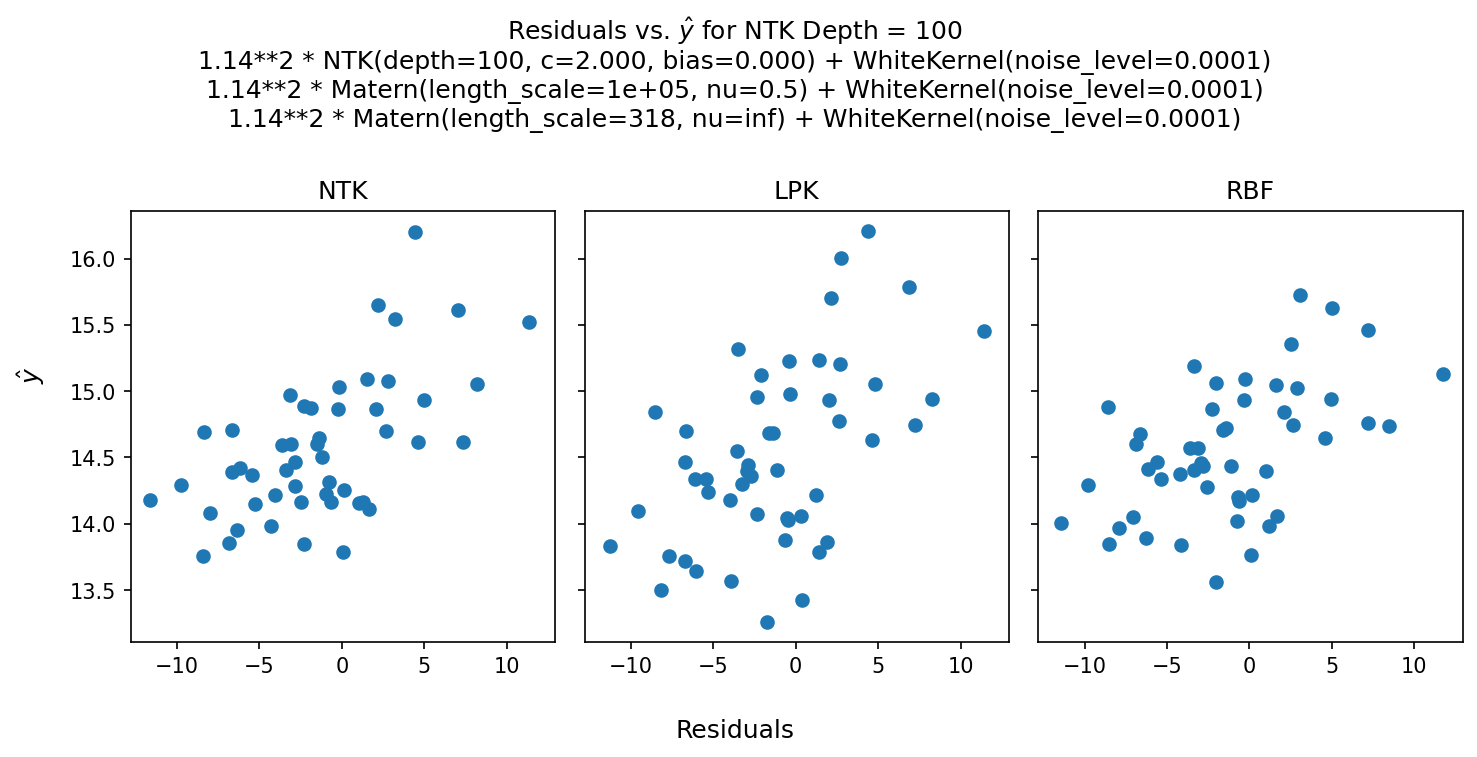 Residuals vs. ŷ for NTK Depth = 100
1.14**2 * NTK(depth=100, c=2.000, bias=0.000) + WhiteKernel(noise_level=0.0001)
1.14**2 * Matern(length_scale=1e+05, nu=0.5) + WhiteKernel(noise_level=0.0001)
1.14**2 * Matern(length_scale=318, nu=inf) + WhiteKernel(noise_level=0.0001)
NTK LPK RBF
16.0
15.5
15.0
14.5
14.0
13.5
ŷ
−10 −5 0 5 10 −10 −5 0 5 10 −10 −5 0 5 10
Residuals